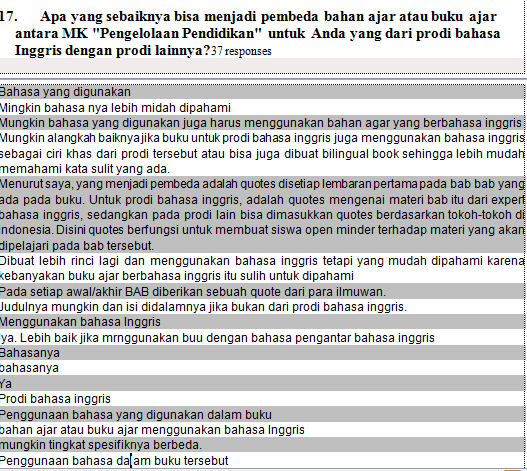 17. Apa yang sebaiknya bisa menjadi pembeda bahan ajar atau buku ajar
antara MK "Pengelolaan Pendidikan" untuk Anda yang dari prodi bahasa
Inggris dengan prodi lainnya?37 responses
Bahasa yang digunakan
Mingkin bahasa nya lebih midah dipahami
Mungkin bahasa yang digunakan juga harus menggunakan bahan agar yang berbahasa inggris
Mungkin alangkah baiknya jika buku untuk prodi bahasa inggris juga menggunakan bahasa inggris
sebagai ciri khas dari prodi tersebut atau bisa juga dibuat bilingual book sehingga lebih mudah
memahami kata sulit yang ada.
Menurut saya, yang menjadi pembeda adalah quotes disetiap lembaran pertama pada bab bab yang
ada pada buku. Untuk prodi bahasa inggris, adalah quotes mengenai materi bab itu dari expert
bahasa inggris, sedangkan pada prodi lain bisa dimasukkan quotes berdasarkan tokoh-tokoh di
indonesia. Disini quotes berfungsi untuk membuat siswa open minder terhadap materi yang akan
dipelajari pada bab tersebut.
Dibuat lebih rinci lagi dan menggunakan bahasa inggris tetapi yang mudah dipahami karena
kebanyakan buku ajar berbahasa inggris itu sulih untuk dipahami
Pada setiap awal/akhir BAB diberikan sebuah quote dari para ilmuwan.
Judulnya mungkin dan isi didalamnya jika bukan dari prodi bahasa inggris.
Menggunakan bahasa Inggris
Iya. Lebih baik jika mrnggunakan buu dengan bahasa pengantar bahasa inggris
Bahasanya
bahasanya
Ya
Prodi bahasa inggris
Penggunaan bahasa yang digunakan dalam buku
bahan ajar atau buku ajar menggunakan bahasa Inggris
mungkin tingkat spesifiknya berbeda.
Penggunaan bahasa dalam buku tersebut